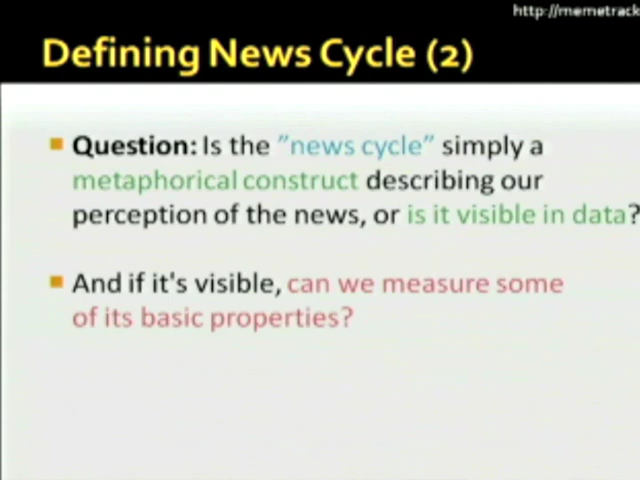 http://memetrack
Defining News Cycle (2)
Question: Is the ”news cycle” simply a
metaphorical construct describing our
perception of the news, or is it visible in data?
And if it's visible, can we measure some
of its basic properties?